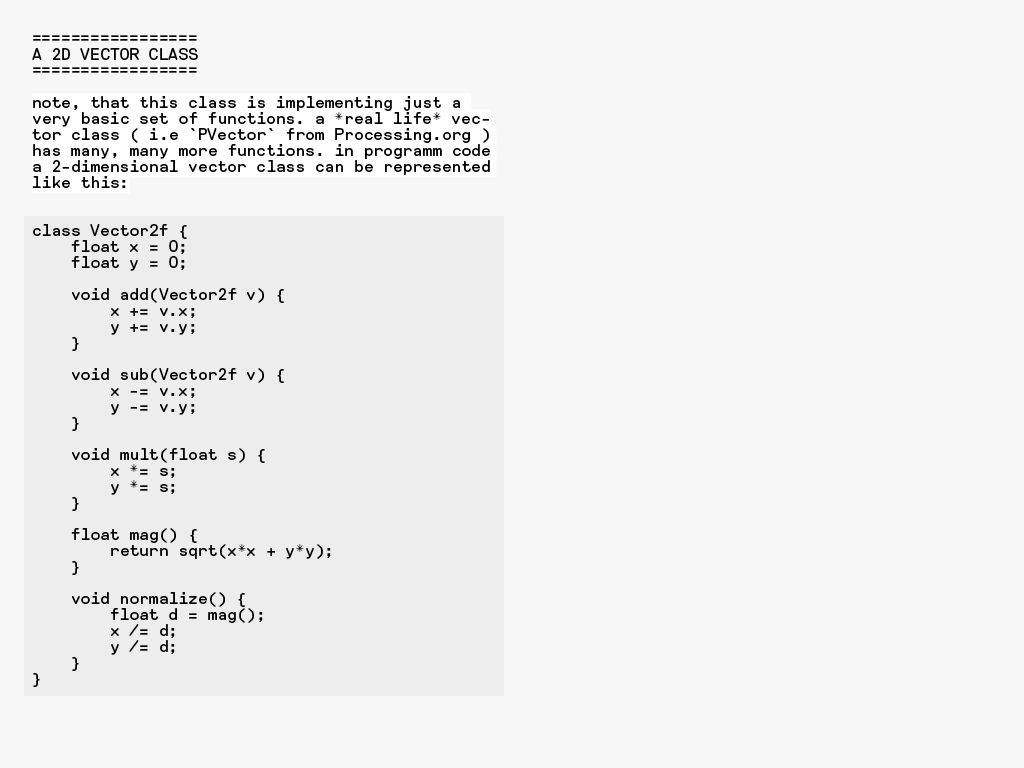 =================
A 2D VECTOR CLASS
=================
note, that this class is implementing just a
very basic set of functions. a *real life* vec-
tor class ( i.e `PVector` from Processing.org )
has many, many more functions. in programm code
a 2-dimensional vector class can be represented
like this:
class Vector2f {
    float x = 0;
    float y = 0;

    void add(Vector2f v) {
        x += v.x;
        y += v.y;
    }

    void sub(Vector2f v) {
        x -= v.x;
        y -= v.y;
    }

    void mult(float s) {
        x *= s;
        y *= s;
    }

    float mag() {
        return sqrt(x*x + y*y);
    }

    void normalize() {
        float d = mag();
        x /= d;
        y /= d;
    }
}